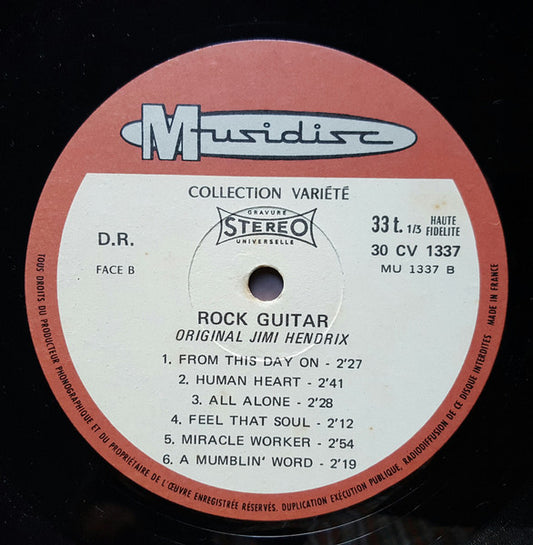 Musidisc
COLLECTION VARIÉTÉ
GRAVURE
STEREO
UNIVERSELLE
D.R.
FACE B
33 t. 1/3 HAUTE FIDELITE
30 CV 1337
MU 1337 B
ROCK GUITAR
ORIGINAL JIMI HENDRIX
1. FROM THIS DAY ON - 2'27
2. HUMAN HEART - 2'41
3. ALL ALONE - 2'28
4. FEEL THAT SOUL - 2'12
5. MIRACLE WORKER - 2'54
6. A MUMBLIN' WORD - 2'19
TOUS DROITS DU PRODUCTEUR PHONOGRAPHIQUE ET DU PROPRIETAIRE DE L'ŒUVRE ENREGISTRÉE RÉSERVÉS. DUPLICATION EXÉCUTION PUBLIQUE, RADIODIFFUSION DE CE DISQUE INTERDITES - MADE IN FRANCE